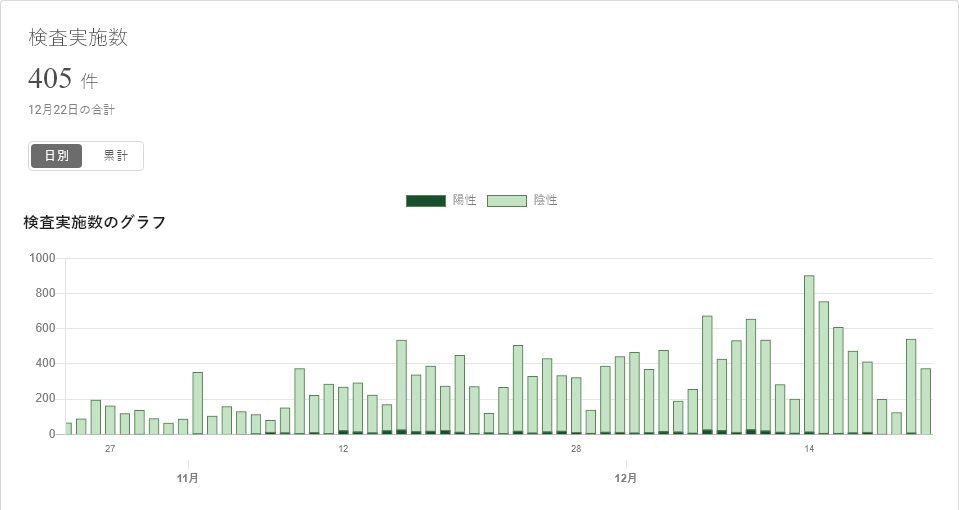 検査実施数
405 件
12月22日の合計
日別 累計
陽性 陰性
検査実施数のグラフ
1000
800
600
400
200
0
27 12 28 14
11月 12月